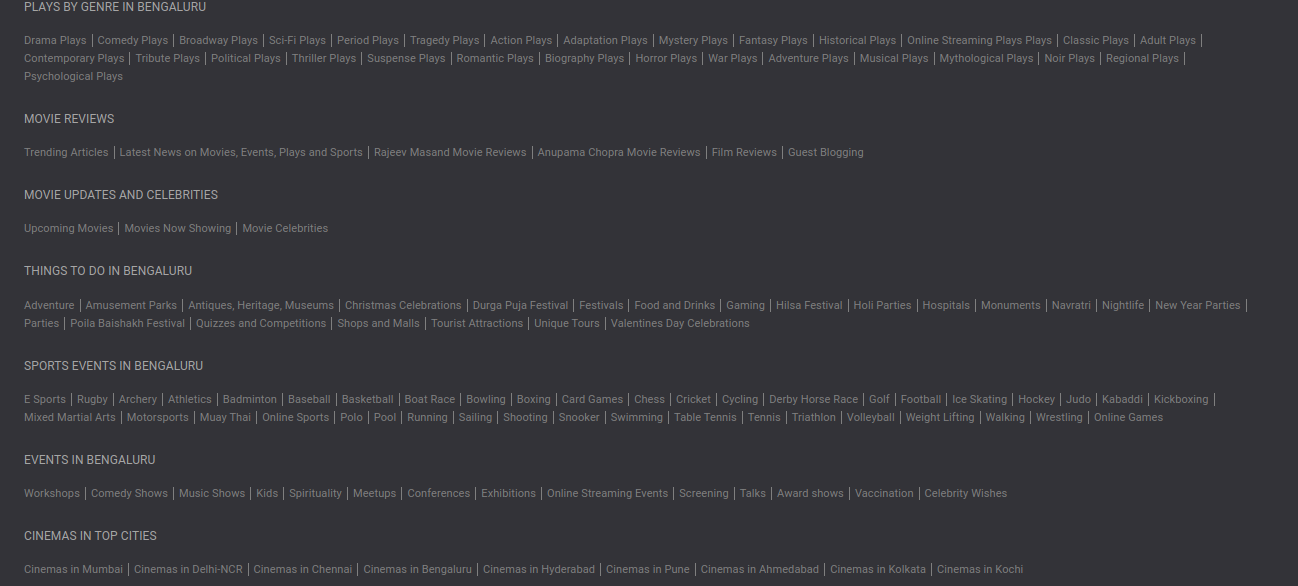 PLAYS BY GENRE IN BENGALURU
Drama Plays | Comedy Plays | Broadway Plays | Sci-Fi Plays | Period Plays | Tragedy Plays | Action Plays | Adaptation Plays | Mystery Plays | Fantasy Plays | Historical Plays | Online Streaming Plays Plays | Classic Plays | Adult Plays |
Contemporary Plays | Tribute Plays | Political Plays | Thriller Plays | Suspense Plays | Romantic Plays | Biography Plays | Horror Plays | War Plays | Adventure Plays | Musical Plays | Mythological Plays | Noir Plays | Regional Plays |
Psychological Plays
MOVIE REVIEWS
Trending Articles | Latest News on Movies, Events, Plays and Sports | Rajeev Masand Movie Reviews | Anupama Chopra Movie Reviews | Film Reviews | Guest Blogging
MOVIE UPDATES AND CELEBRITIES
Upcoming Movies | Movies Now Showing | Movie Celebrities
THINGS TO DO IN BENGALURU
Adventure | Amusement Parks | Antiques, Heritage, Museums | Christmas Celebrations | Durga Puja Festival | Festivals | Food and Drinks | Gaming | Hilsa Festival | Holi Parties | Hospitals | Monuments | Navratri | Nightlife | New Year Parties |
Parties | Poila Baishakh Festival | Quizzes and Competitions | Shops and Malls | Tourist Attractions | Unique Tours | Valentines Day Celebrations
SPORTS EVENTS IN BENGALURU
E Sports | Rugby | Archery | Athletics | Badminton | Baseball | Basketball | Boat Race | Bowling | Boxing | Card Games | Chess | Cricket | Cycling | Derby Horse Race | Golf | Football | Ice Skating | Hockey | Judo | Kabaddi | Kickboxing |
Mixed Martial Arts | Motorsports | Muay Thai | Online Sports | Polo | Pool | Running | Sailing | Shooting | Snooker | Swimming | Table Tennis | Tennis | Triathlon | Volleyball | Weight Lifting | Walking | Wrestling | Online Games
EVENTS IN BENGALURU
Workshops | Comedy Shows | Music Shows | Kids | Spirituality | Meetups | Conferences | Exhibitions | Online Streaming Events | Screening | Talks | Award shows | Vaccination | Celebrity Wishes
CINEMAS IN TOP CITIES
Cinemas in Mumbai | Cinemas in Delhi-NCR | Cinemas in Chennai | Cinemas in Bengaluru | Cinemas in Hyderabad | Cinemas in Pune | Cinemas in Ahmedabad | Cinemas in Kolkata | Cinemas in Kochi